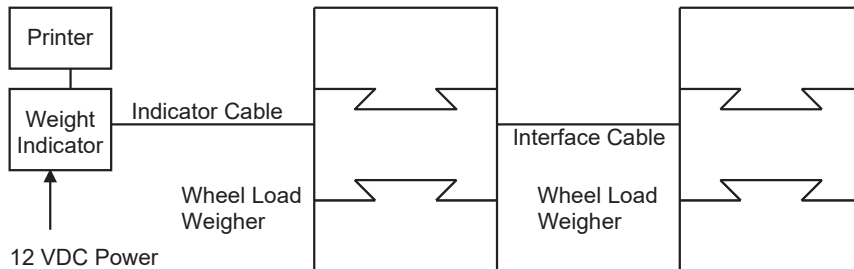 Printer
Weight
Indicator
Indicator Cable
Interface Cable
Wheel Load
Weigher
Wheel Load
Weigher
12 VDC Power